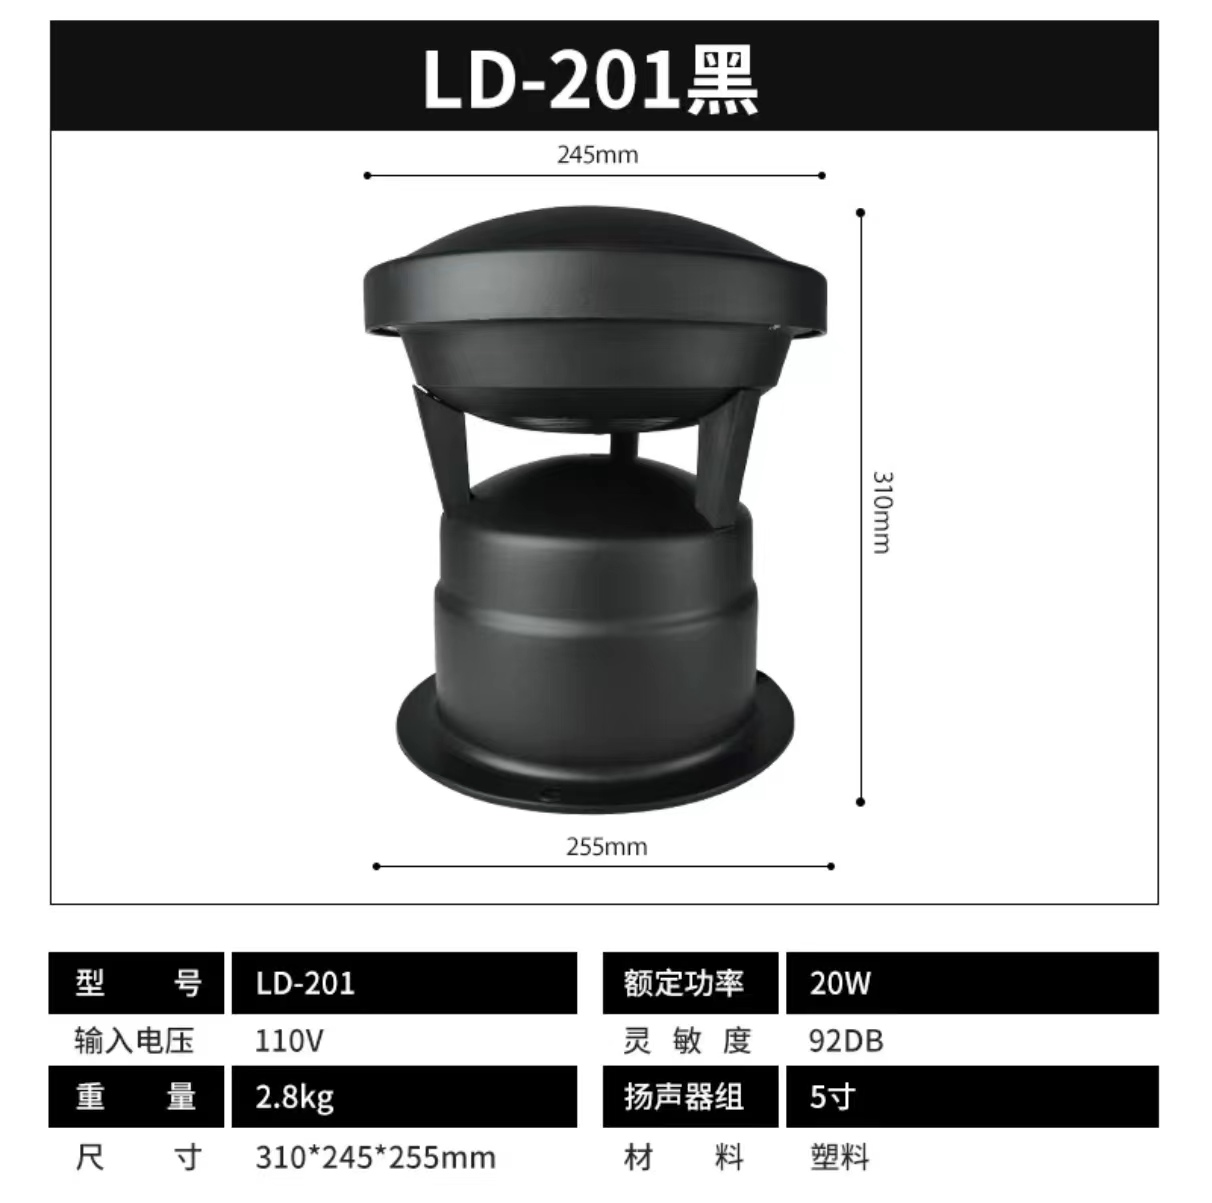 LD-201黑
245mm
310mm
255mm
型号 LD-201 额定功率 20W
输入电压 110V 灵敏度 92DB
重量 2.8kg 扬声器组 5寸
尺寸 310*245*255mm 材料 塑料